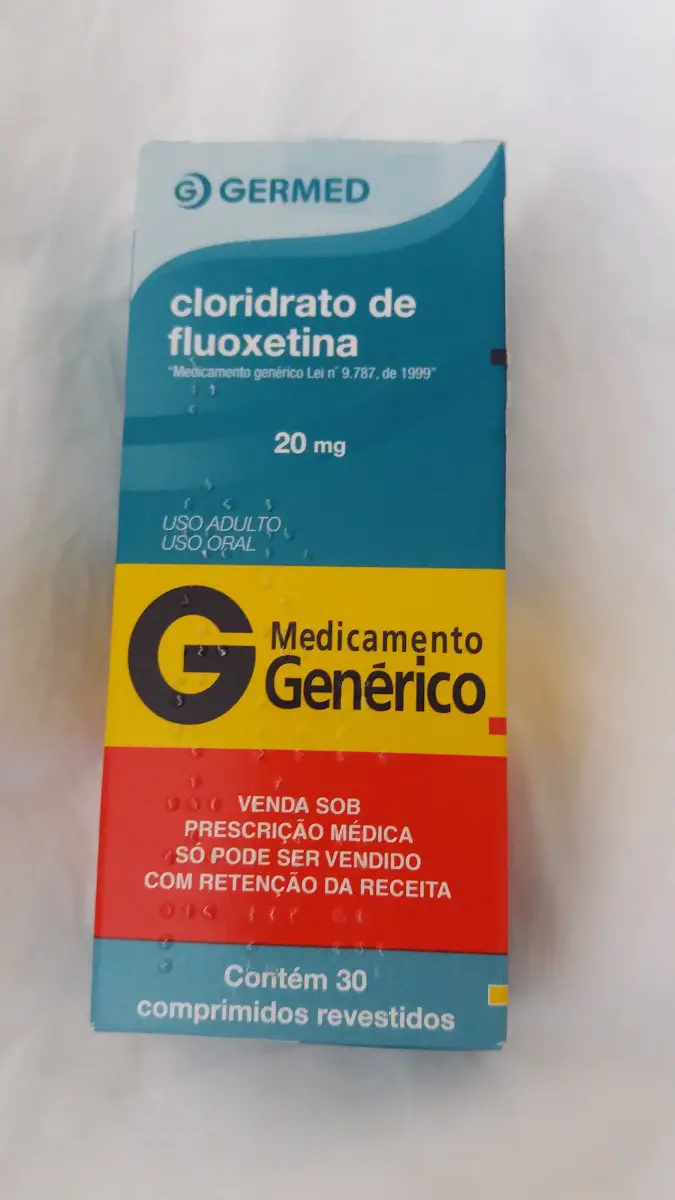 GERMED
cloridrato de
fluoxetina
"Medicamento genérico Lei n° 9.787, de 1999"
20 mg
USO ADULTO
USO ORAL
G Medicamento
Genérico
VENDA SOB
PRESCRIÇÃO MÉDICA
SÓ PODE SER VENDIDO
COM RETENÇÃO DA RECEITA
Contém 30
comprimidos revestidos